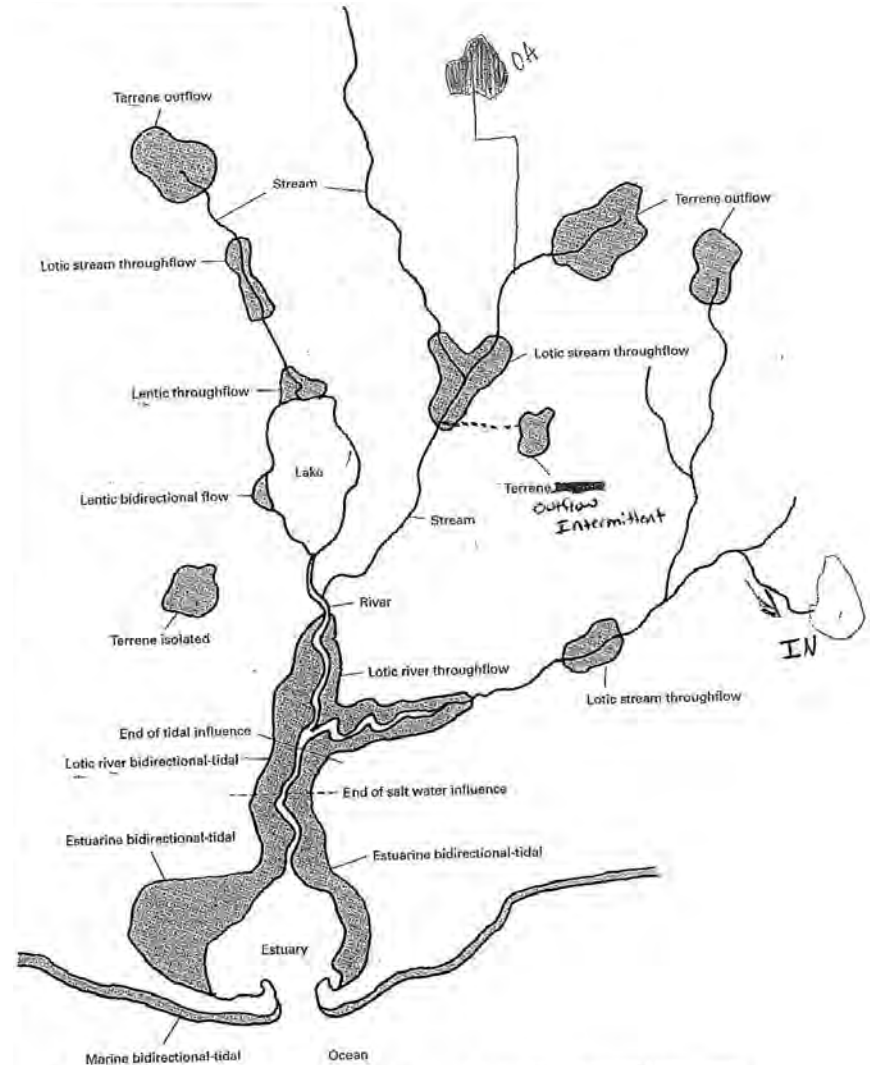 OA
Terrene outflow
Stream
Terrene outflow
Lotic stream throughflow
Lotic stream throughflow
Lentic throughflow
Lake
Lentic bidirectional flow
Terrene
Outflow
Intermittent
Stream
River
Terrene isolated
IN
Lotic river throughflow
Lotic stream throughflow
End of tidal influence
Lotic river bidirectional-tidal
End of salt water influence
Estuarine bidirectional-tidal
Estuarine bidirectional-tidal
Estuary
Marine bidirectional-tidal
Ocean